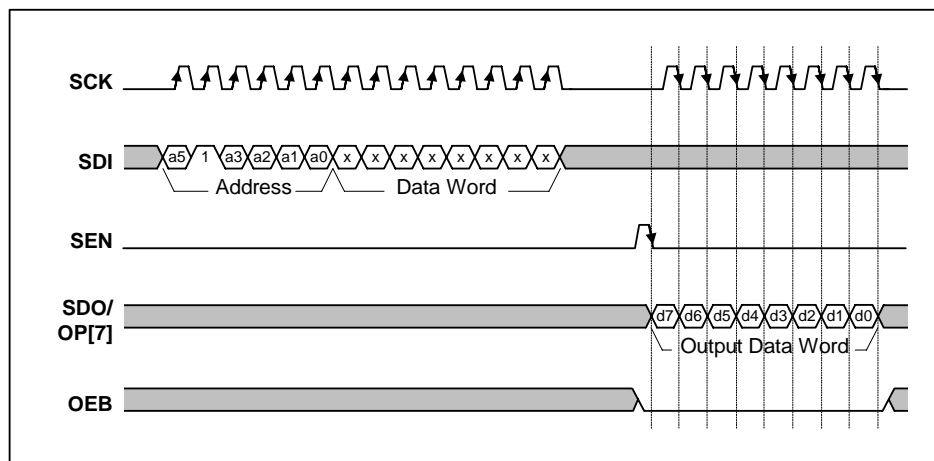 SCK
SDI
a5 1 a3 a2 a1 a0 x x x x x x x x
Address Data Word
SEN
SDO/
OP[7]
d7 d6 d5 d4 d3 d2 d1 d0
Output Data Word
OEB